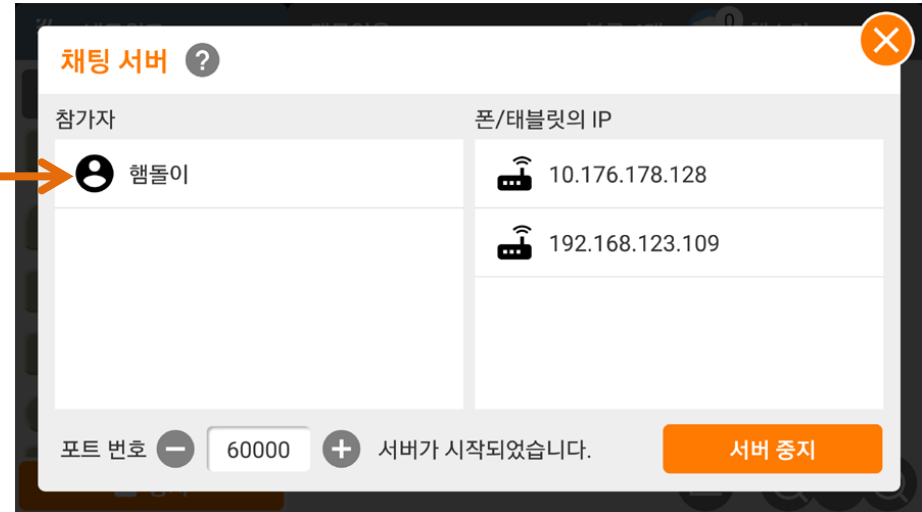 채팅 서버 ?
참가자
폰/태블릿의 IP
햄돌이
10.176.178.128
192.168.123.109
포트 번호 − 60000 + 서버가 시작되었습니다.
서버 중지